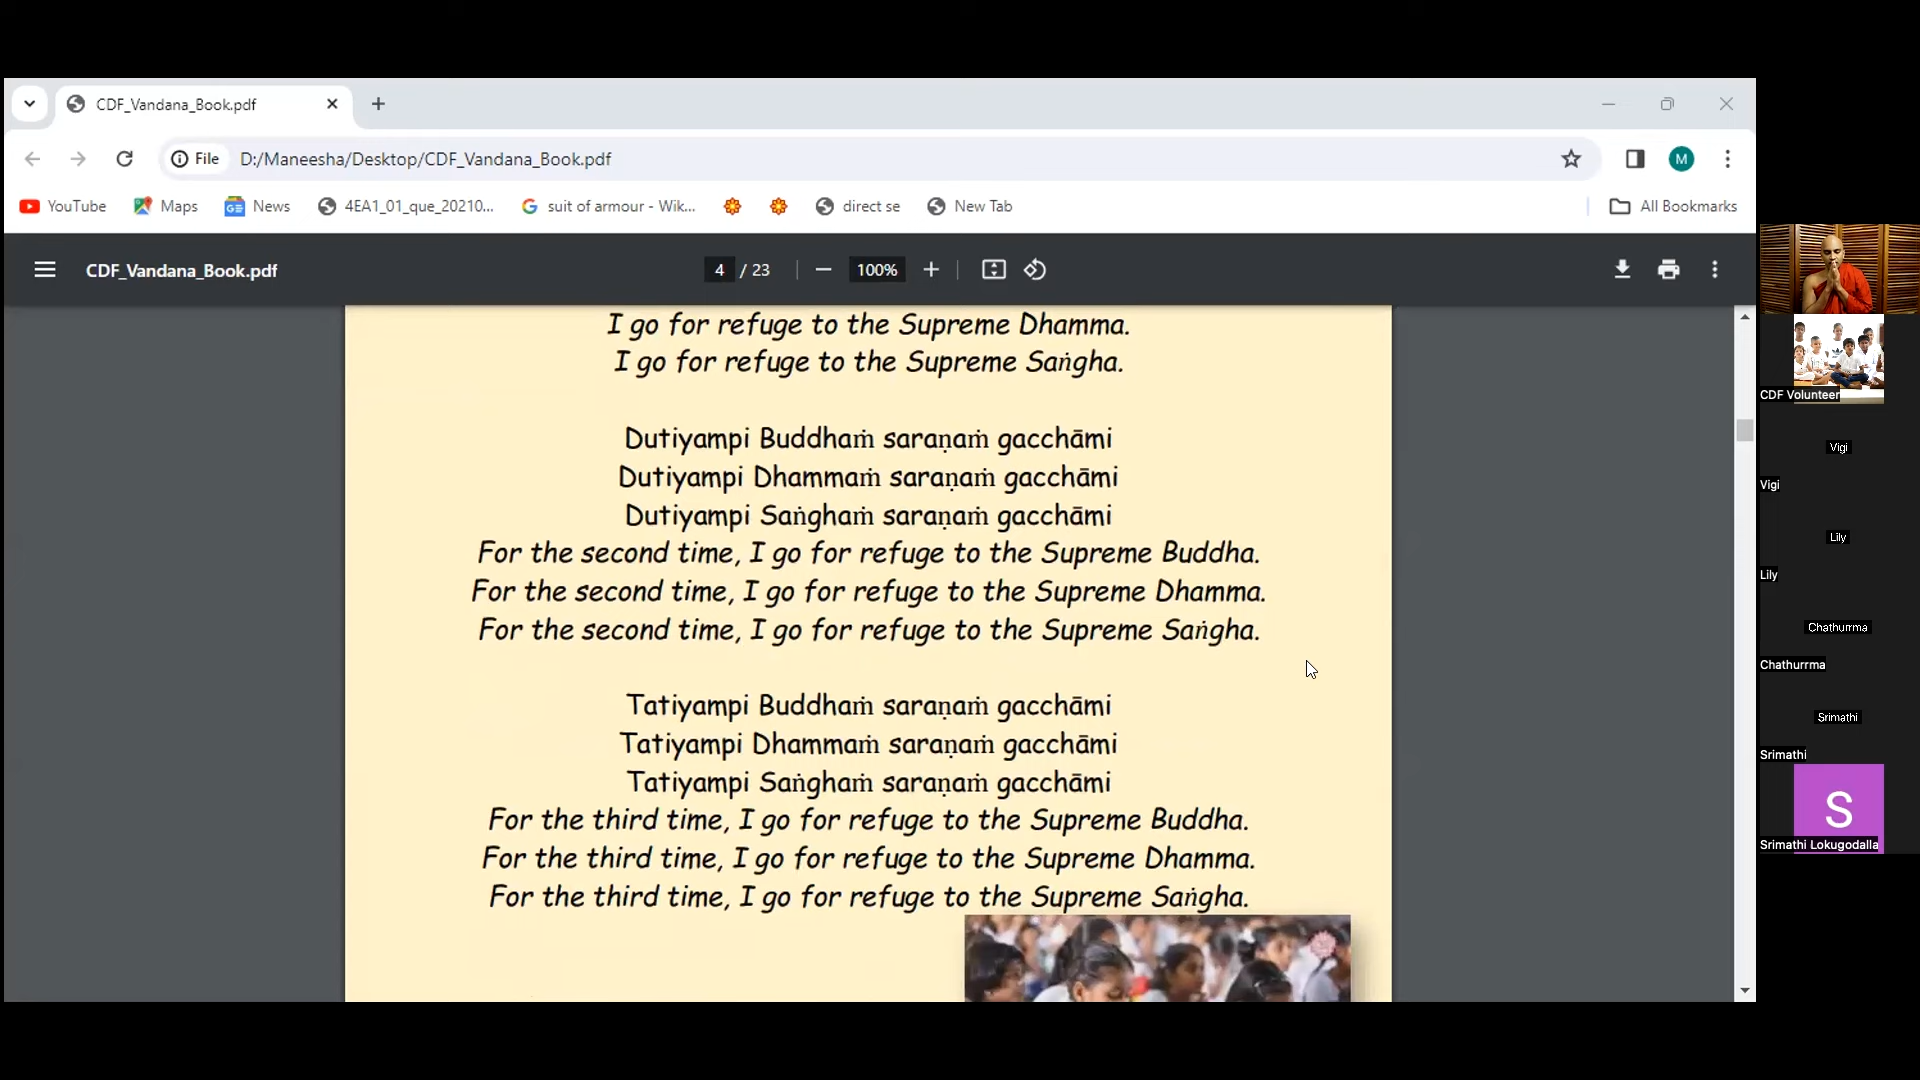 CDF_Vandana_Book.pdf
File D:/Maneesha/Desktop/CDF_Vandana_Book.pdf M
YouTube Maps News 4EA1_01_que_20210... suit of armour - Wik... direct se New Tab All Bookmarks
CDF_Vandana_Book.pdf 4 / 23 100%
I go for refuge to the Supreme Dhamma.
I go for refuge to the Supreme Saṅgha.
Dutiyampi Buddhaṁ saraṇaṁ gacchāmi
Dutiyampi Dhammaṁ saraṇaṁ gacchāmi
Dutiyampi Saṅghaṁ saraṇaṁ gacchāmi
For the second time, I go for refuge to the Supreme Buddha.
For the second time, I go for refuge to the Supreme Dhamma.
For the second time, I go for refuge to the Supreme Saṅgha.
Tatiyampi Buddhaṁ saraṇaṁ gacchāmi
Tatiyampi Dhammaṁ saraṇaṁ gacchāmi
Tatiyampi Saṅghaṁ saraṇaṁ gacchāmi
For the third time, I go for refuge to the Supreme Buddha.
For the third time, I go for refuge to the Supreme Dhamma.
For the third time, I go for refuge to the Supreme Saṅgha.
CDF Volunteer
Vigi
Vigi
Lily
Lily
Chathurrma
Chathurrma
Srimathi
Srimathi
S
Srimathi Lokugodalla